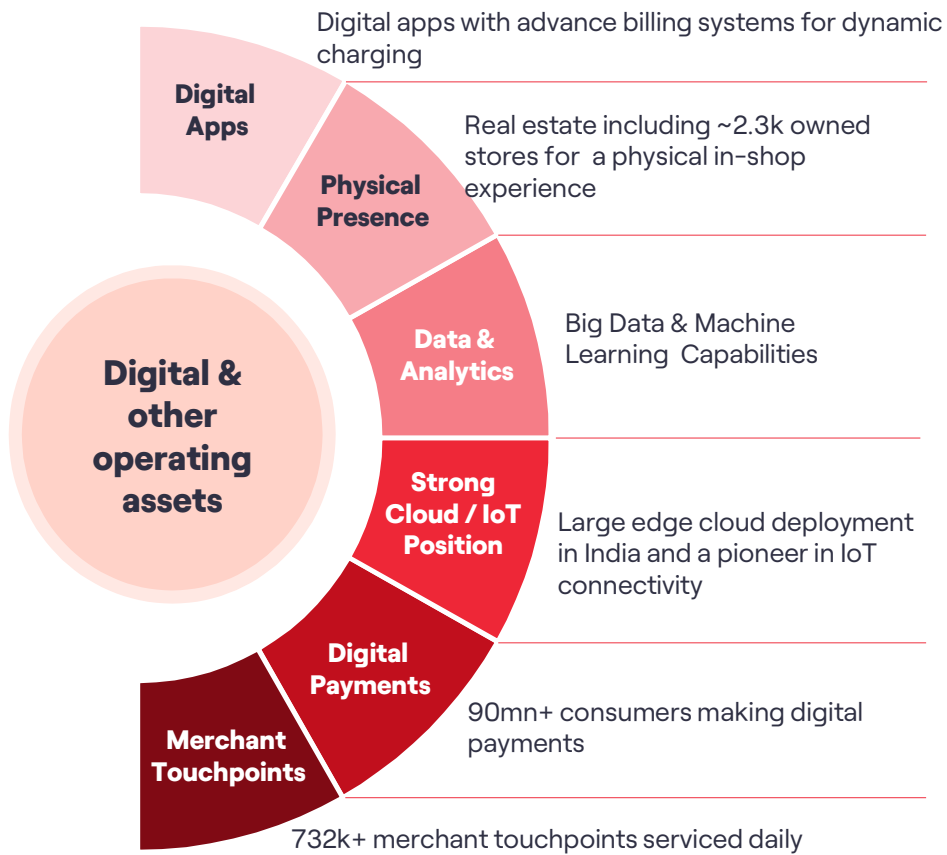 Digital apps with advance billing systems for dynamic
charging
Digital
Apps
Real estate including ~2.3k owned
stores for a physical in-shop
experience
Physical
Presence
Data &
Analytics
Big Data & Machine
Learning Capabilities
Digital &
other
operating
assets
Strong
Cloud / IoT
Position
Large edge cloud deployment
in India and a pioneer in IoT
connectivity
Digital
Payments
90mn+ consumers making digital
payments
Merchant
Touchpoints
732k+ merchant touchpoints serviced daily